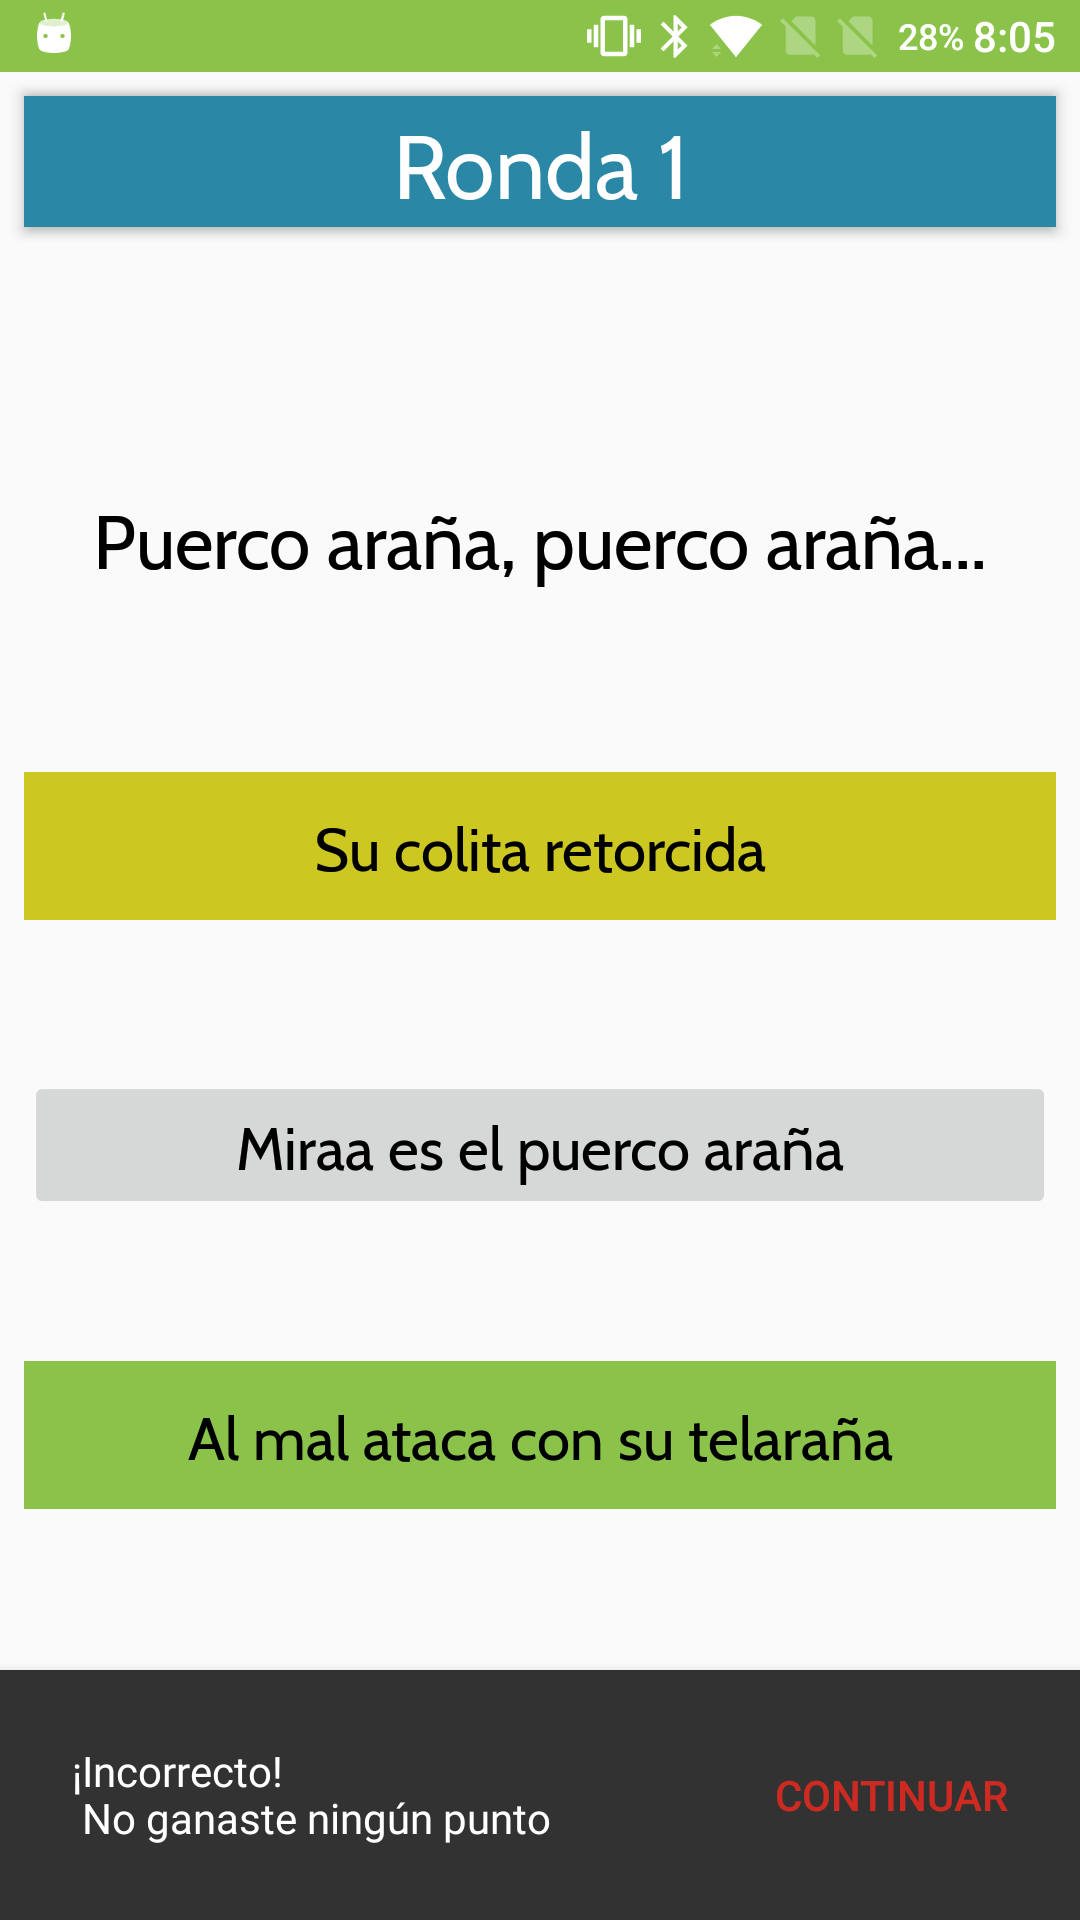 28% 8:05
Ronda 1
Puerco araña, puerco araña...
Su colita retorcida
Miraa es el puerco araña
Al mal ataca con su telaraña
¡Incorrecto!
No ganaste ningún punto
CONTINUAR